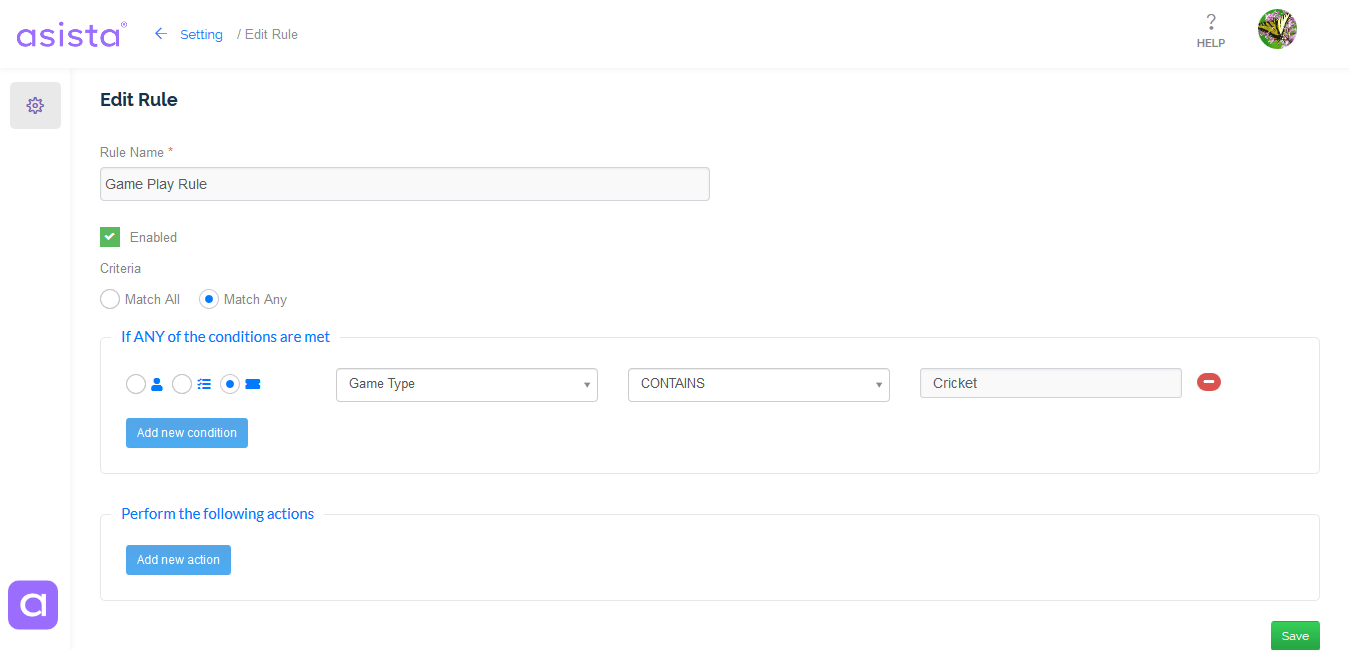 asista®
Setting / Edit Rule
? HELP
Edit Rule
Rule Name *
Game Play Rule
Enabled
Criteria
Match All Match Any
If ANY of the conditions are met
Game Type CONTAINS Cricket
Add new condition
Perform the following actions
Add new action
a
Save